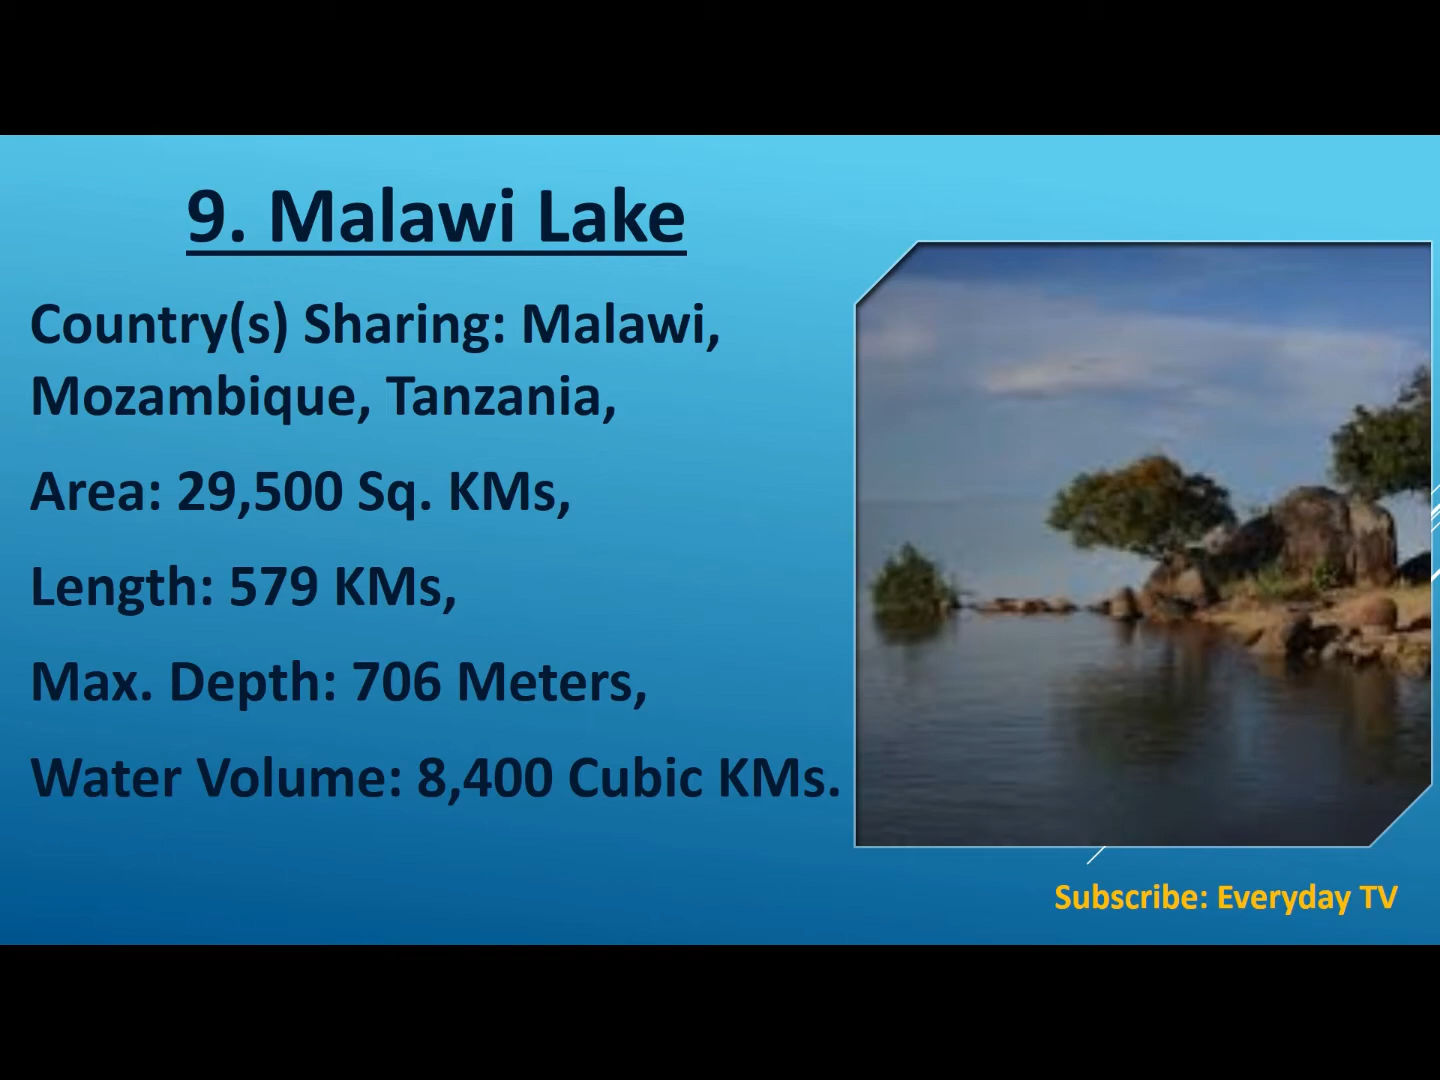 9. Malawi Lake
Country(s) Sharing: Malawi,
Mozambique, Tanzania,
Area: 29,500 Sq. KMs,
Length: 579 KMs,
Max. Depth: 706 Meters,
Water Volume: 8,400 Cubic KMs.
Subscribe: Everyday TV